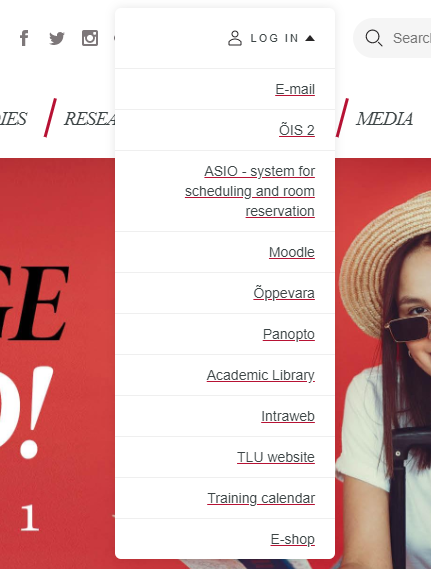 LOG IN
Search
RESEA
MEDIA
E-mail
ÕIS 2
ASIO - system for
scheduling and room
reservation
Moodle
Õppevara
Panopto
Academic Library
Intraweb
TLU website
Training calendar
E-shop
GE
O!
1